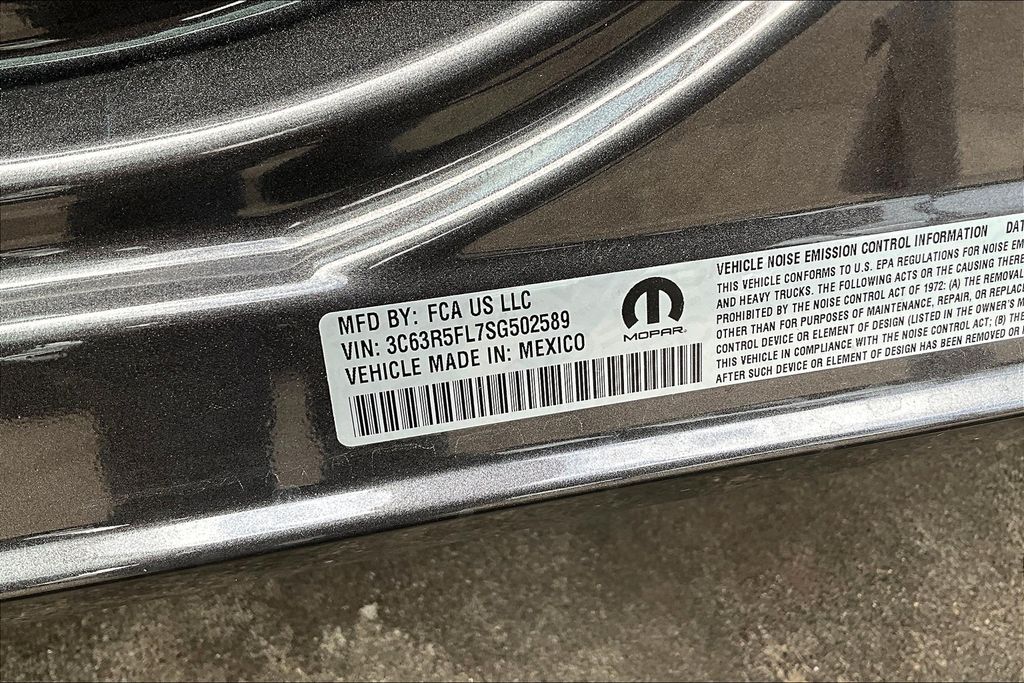 MFD BY: FCA US LLC
VIN: 3C63R5FL7SG502589
VEHICLE MADE IN: MEXICO
MOPAR
VEHICLE NOISE EMISSION CONTROL INFORMATION DAT
THIS VEHICLE CONFORMS TO U.S. EPA REGULATIONS FOR NOISE EM
AND HEAVY TRUCKS. THE FOLLOWING ACTS OR THE CAUSING THERE
PROHIBITED BY THE NOISE CONTROL ACT OF 1972: (A) THE REMOVAL
OTHER THAN FOR PURPOSES OF MAINTENANCE, REPAIR, OR REPLACE
CONTROL DEVICE OR ELEMENT OF DESIGN (LISTED IN THE OWNER'S M
THIS VEHICLE IN COMPLIANCE WITH THE NOISE CONTROL ACT; (B) THE
AFTER SUCH DEVICE OR ELEMENT OF DESIGN HAS BEEN REMOVED